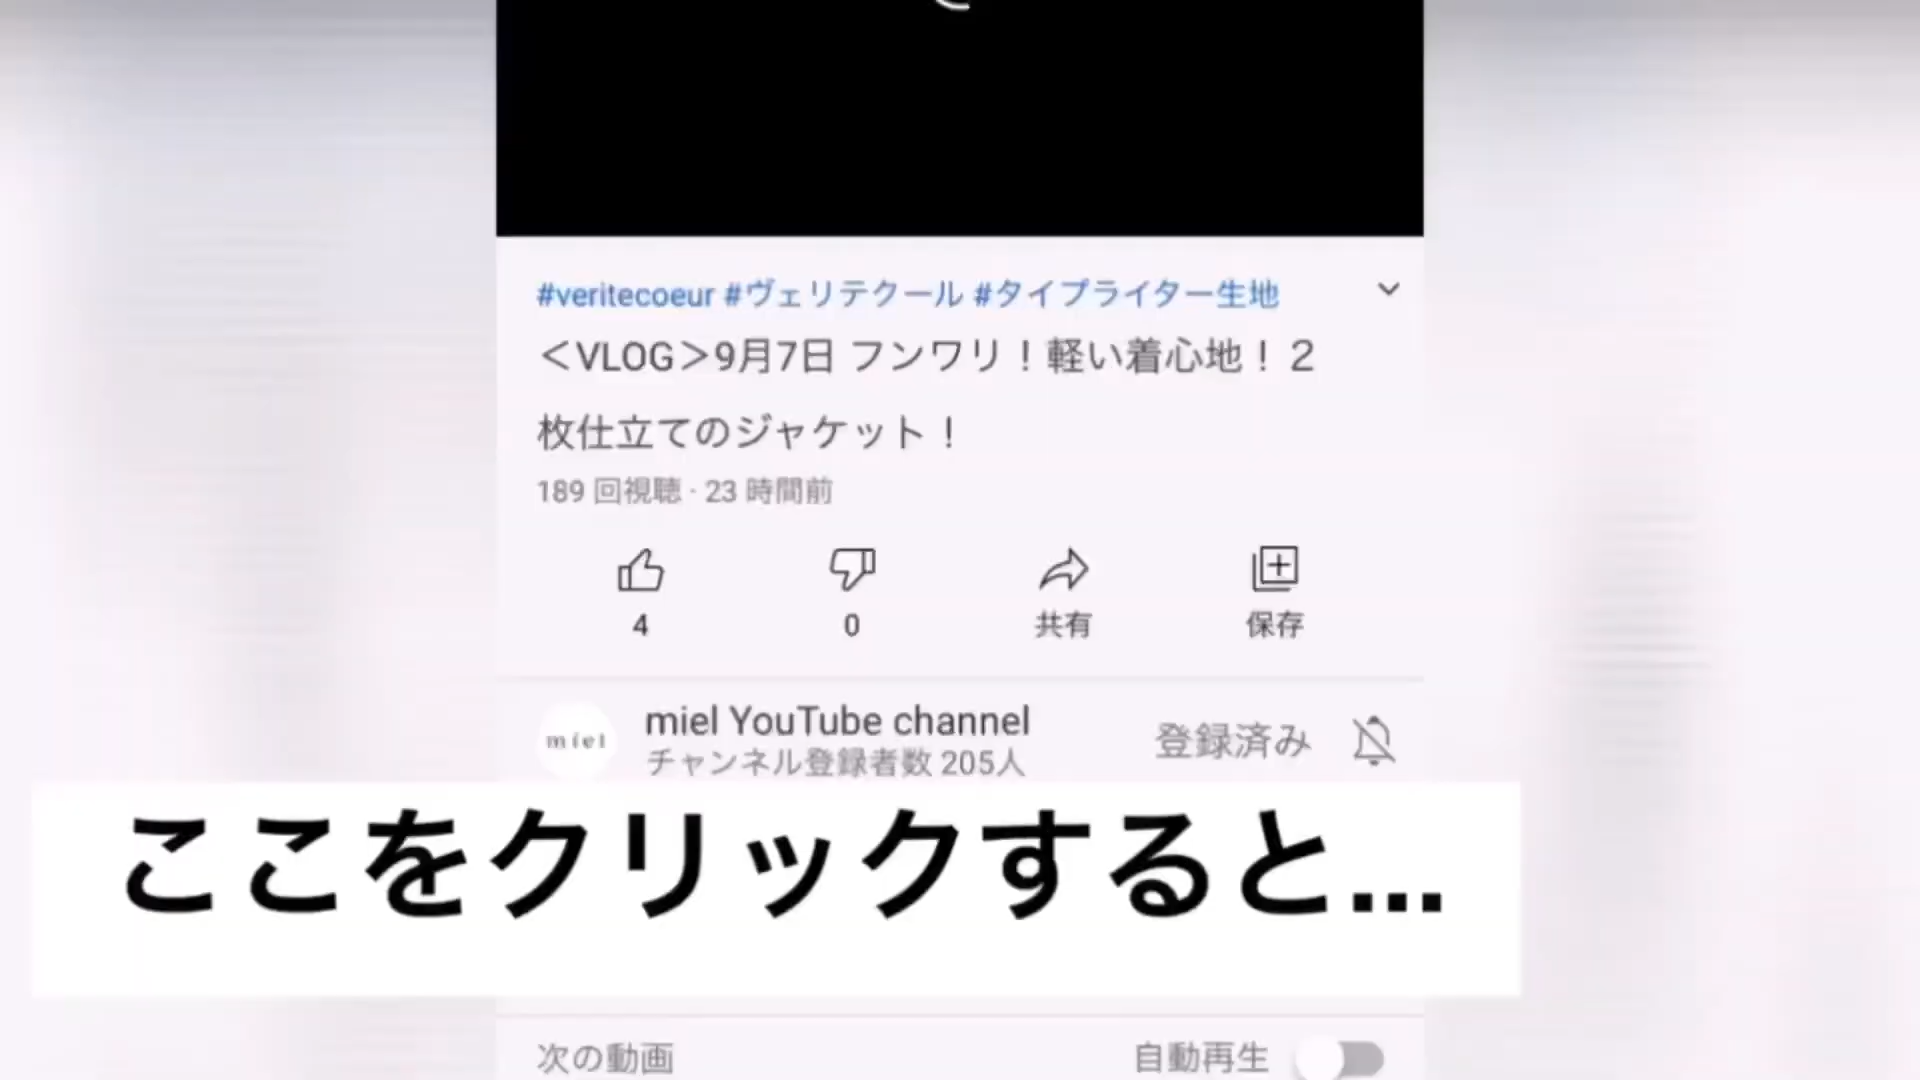 #veritecoeur #ヴェリテクール #タイプライター生地
＜VLOG＞9月7日 フンワリ！軽い着心地！２
枚仕立てのジャケット！
189 回視聴 · 23 時間前
4
0
共有
保存
miel
miel YouTube channel
チャンネル登録者数 205人
登録済み
ここをクリックすると...
次の動画
自動再生